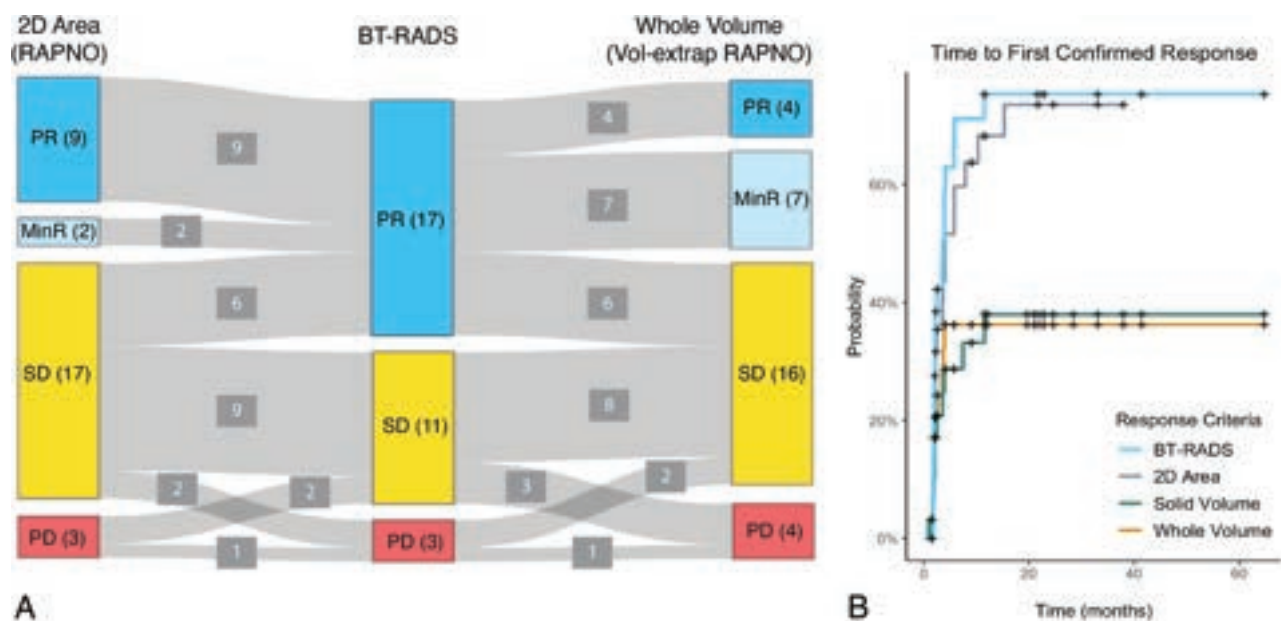 2D Area
(RAPNO)
BT-RADS
Whole Volume
(Vol-extrap RAPNO)
PR (9)
MinR (2)
SD (17)
PD (3)
9
2
6
9
2
2
1
PR (17)
SD (11)
PD (3)
4
7
6
8
3
2
1
PR (4)
MinR (7)
SD (16)
PD (4)
A
Time to First Confirmed Response
Probability
60%
40%
20%
0%
0
20
40
60
Time (months)
Response Criteria
BT-RADS
2D Area
Solid Volume
Whole Volume
B